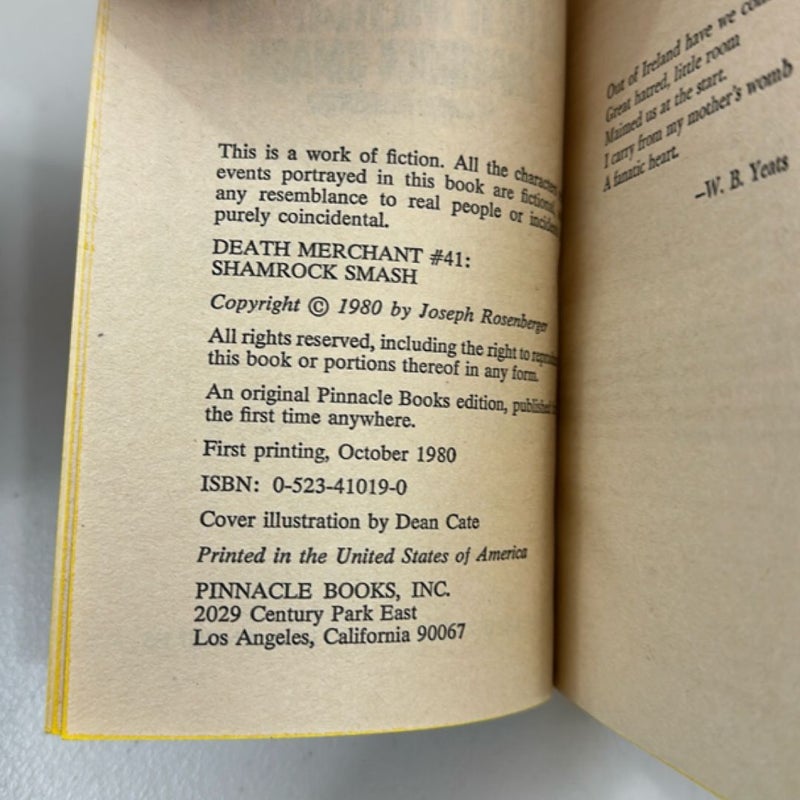 This is a work of fiction. All the characters
events portrayed in this book are fictional,
any resemblance to real people or incidents
purely coincidental.
DEATH MERCHANT #41:
SHAMROCK SMASH
Copyright © 1980 by Joseph Rosenberger
All rights reserved, including the right to
this book or portions thereof in any form.
An original Pinnacle Books edition, published
the first time anywhere.
First printing, October 1980
ISBN: 0-523-41019-0
Cover illustration by Dean Cate
Printed in the United States of America
PINNACLE BOOKS, INC.
2029 Century Park East
Los Angeles, California 90067
Out of Ireland have we
Great hatred, little room
Maimed us at the start.
I carry from my mother's womb
A fanatic heart.
–W. B. Yeats